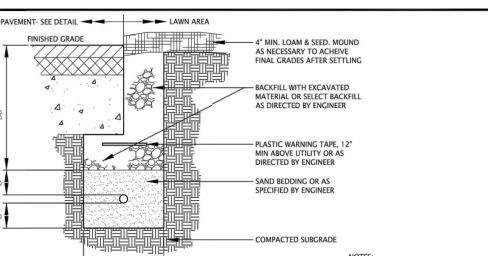 PAVEMENT- SEE DETAIL
LAWN AREA
FINISHED GRADE
4" MIN. LOAM & SEED. MOUND
AS NECESSARY TO ACHEIVE
FINAL GRADES AFTER SETTLING
BACKFILL WITH EXCAVATED
MATERIAL OR SELECT BACKFILL
AS DIRECTED BY ENGINEER
PLASTIC WARNING TAPE, 12"
MIN ABOVE UTILITY OR AS
DIRECTED BY ENGINEER
SAND BEDDING OR AS
SPECIFIED BY ENGINEER
COMPACTED SUBGRADE
NOTES: